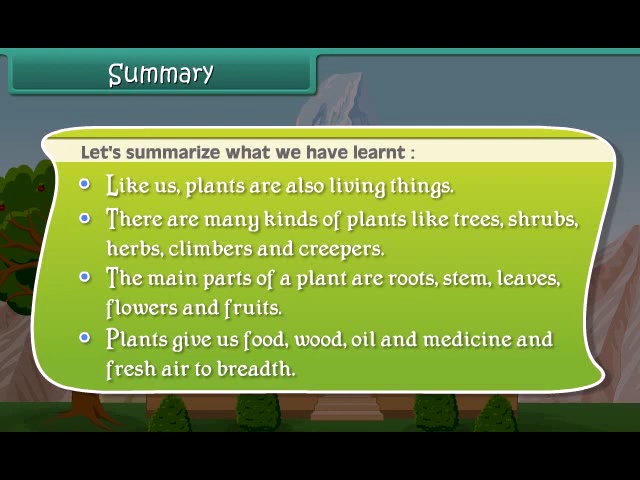 Summary
Let's summarize what we have learnt :
Like us, plants are also living things.
There are many kinds of plants like trees, shrubs,
herbs, climbers and creepers.
The main parts of a plant are roots, stem, leaves,
flowers and fruits.
Plants give us food, wood, oil and medicine and
fresh air to breadth.